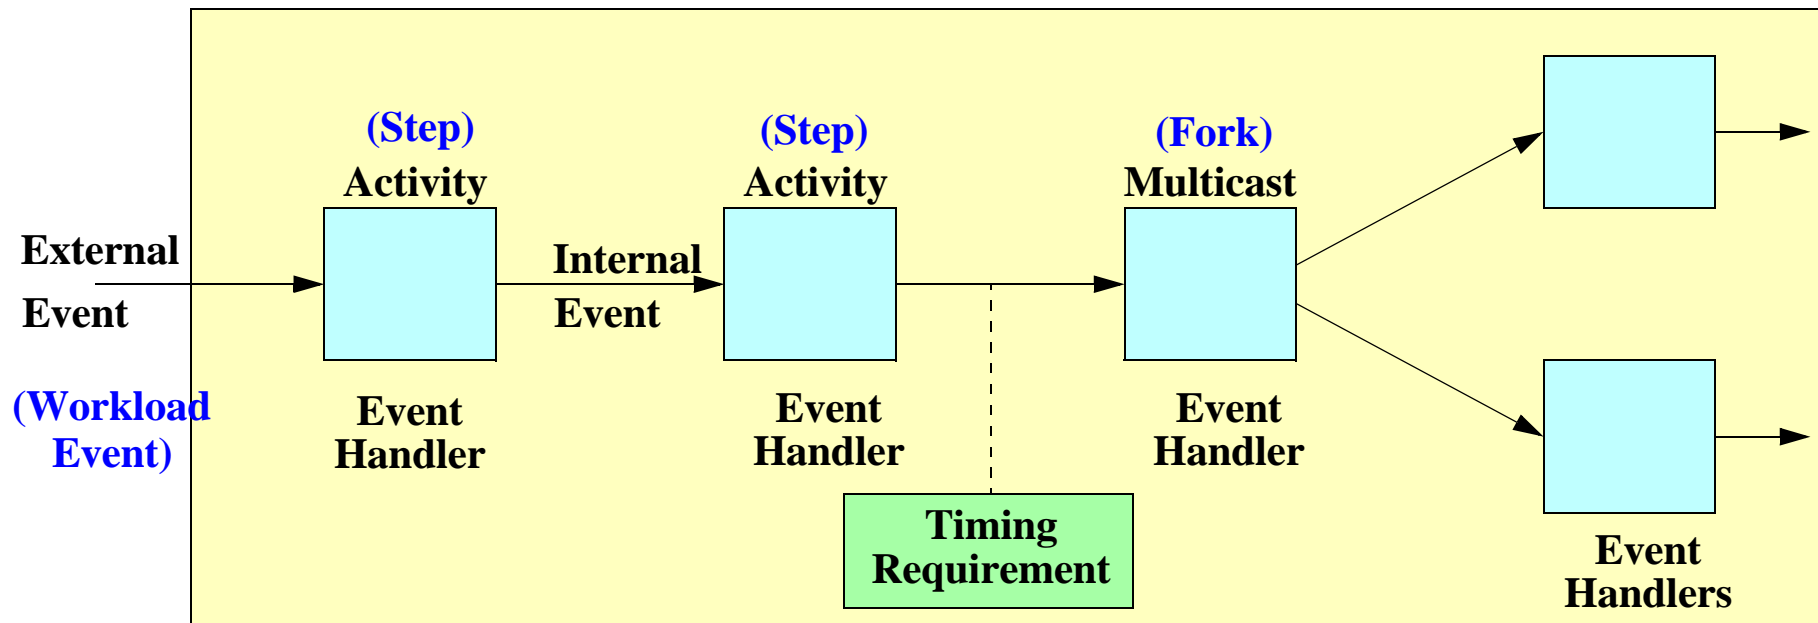 External
Event
(Workload
Event)
(Step)
Activity
Event
Handler
Internal
Event
(Step)
Activity
Event
Handler
Timing
Requirement
(Fork)
Multicast
Event
Handler
Event
Handlers